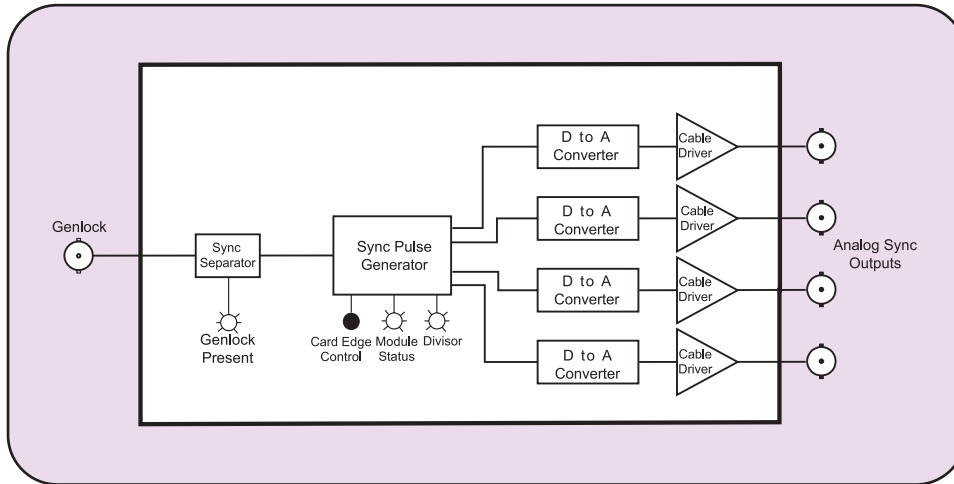 Genlock
Sync
Separator
Genlock
Present
Sync Pulse
Generator
Card Edge
Control
Module
Status
Divisor
D to A
Converter
Cable
Driver
D to A
Converter
Cable
Driver
D to A
Converter
Cable
Driver
D to A
Converter
Cable
Driver
Analog Sync
Outputs